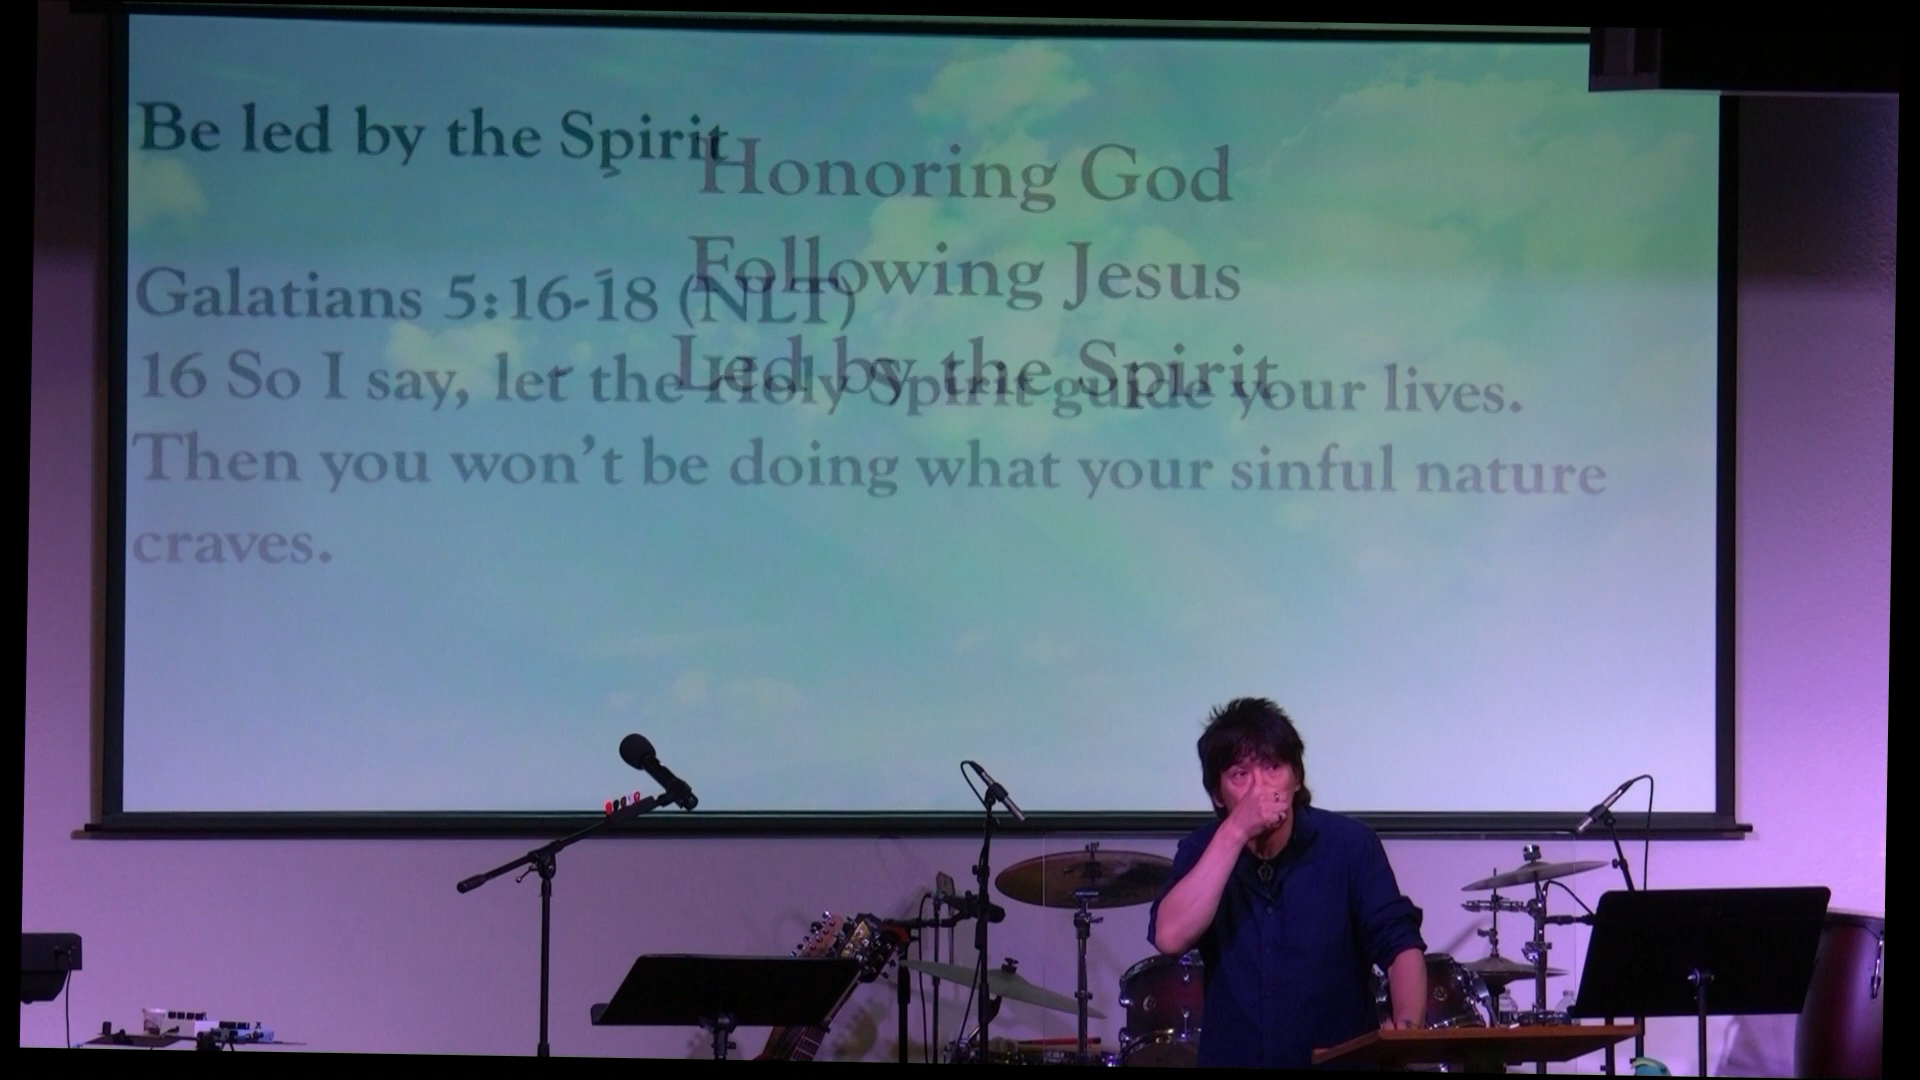 Be led by the Spirit
Honoring God
Following Jesus
Led by the Spirit
Galatians 5:16-18 (NLT)
16 So I say, let the Holy Spirit guide your lives.
Then you won't be doing what your sinful nature
craves.